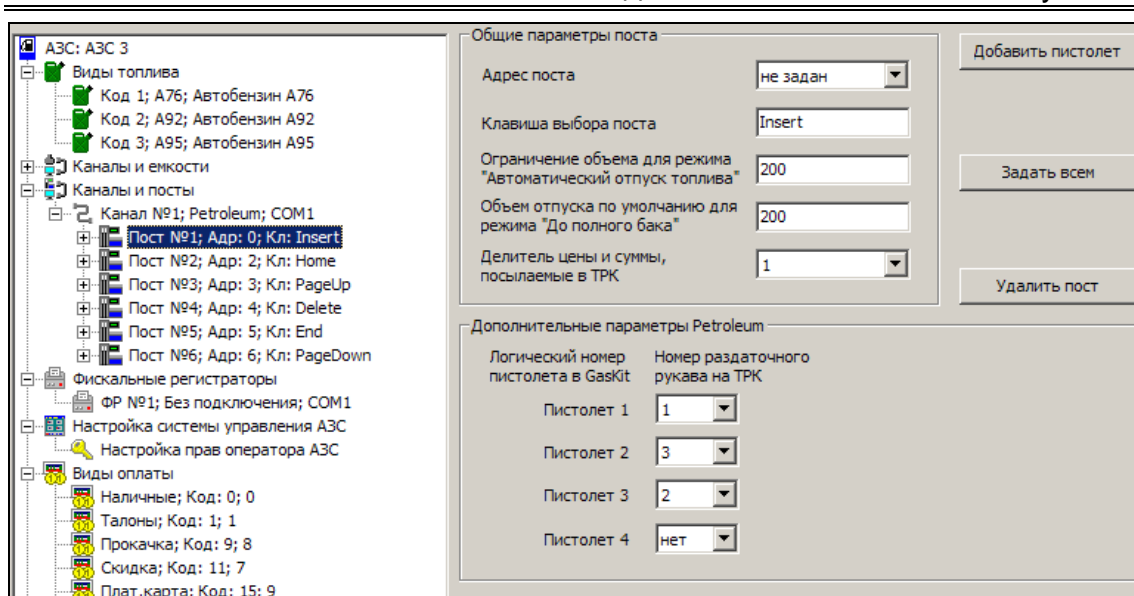 АЗС: АЗС 3
Виды топлива
Код 1; А76; Автобензин А76
Код 2; А92; Автобензин А92
Код 3; А95; Автобензин А95
Каналы и емкости
Каналы и посты
Канал №1; Petroleum; COM1
Пост №1; Адр: 0; Кл: Insert
Пост №2; Адр: 2; Кл: Home
Пост №3; Адр: 3; Кл: PageUp
Пост №4; Адр: 4; Кл: Delete
Пост №5; Адр: 5; Кл: End
Пост №6; Адр: 6; Кл: PageDown
Фискальные регистраторы
ФР №1; Без подключения; COM1
Настройка системы управления АЗС
Настройка прав оператора АЗС
Виды оплаты
Наличные; Код: 0; 0
Талоны; Код: 1; 1
Прокачка; Код: 9; 8
Скидка; Код: 11; 7
Плат.карта; Код: 15; 9
Общие параметры поста
Адрес поста
не задан
Клавиша выбора поста
Insert
Ограничение объема для режима
"Автоматический отпуск топлива"
200
Объем отпуска по умолчанию для
режима "До полного бака"
200
Делитель цены и суммы,
посылаемые в ТРК
1
Добавить пистолет
Задать всем
Удалить пост
Дополнительные параметры Petroleum
Логический номер
пистолета в GasKit
Номер раздаточного
рукава на ТРК
Пистолет 1
1
Пистолет 2
3
Пистолет 3
2
Пистолет 4
нет